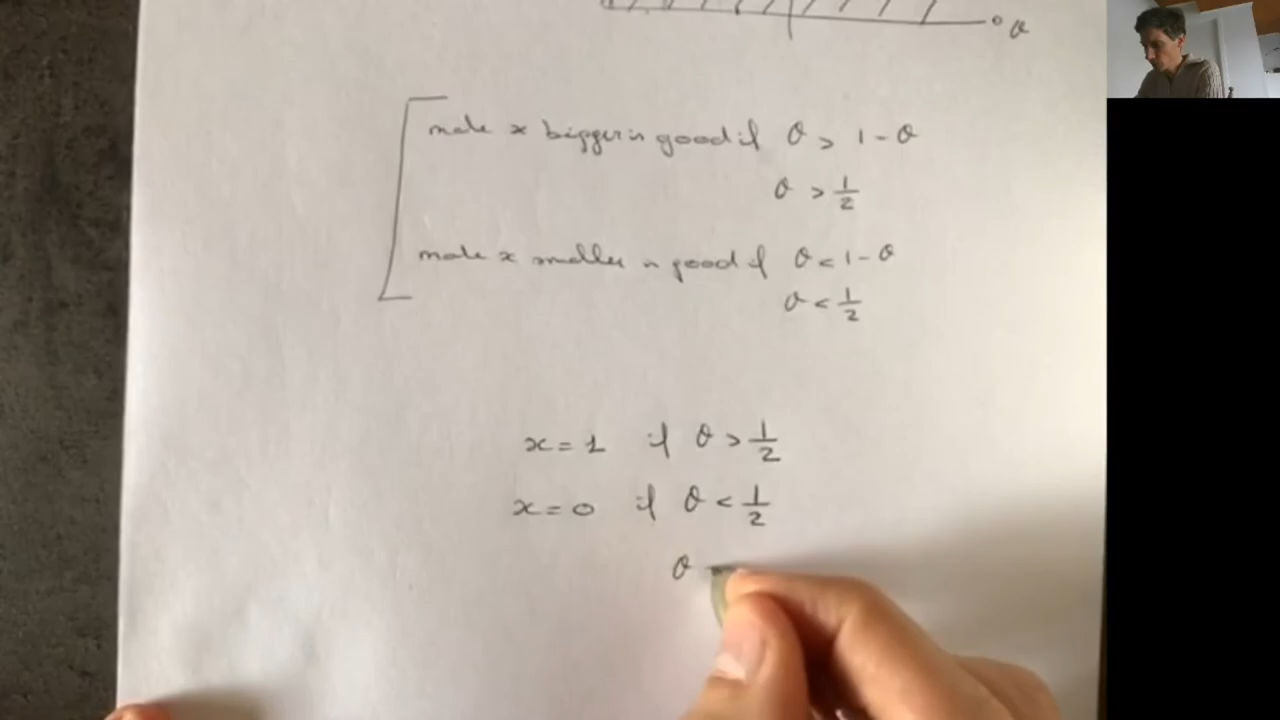 θ
make x bigger is good if θ > 1 - θ
θ > 1/2
make x smaller is good if θ < 1 - θ
θ < 1/2
x = 1 if θ > 1/2
x = 0 if θ < 1/2
θ